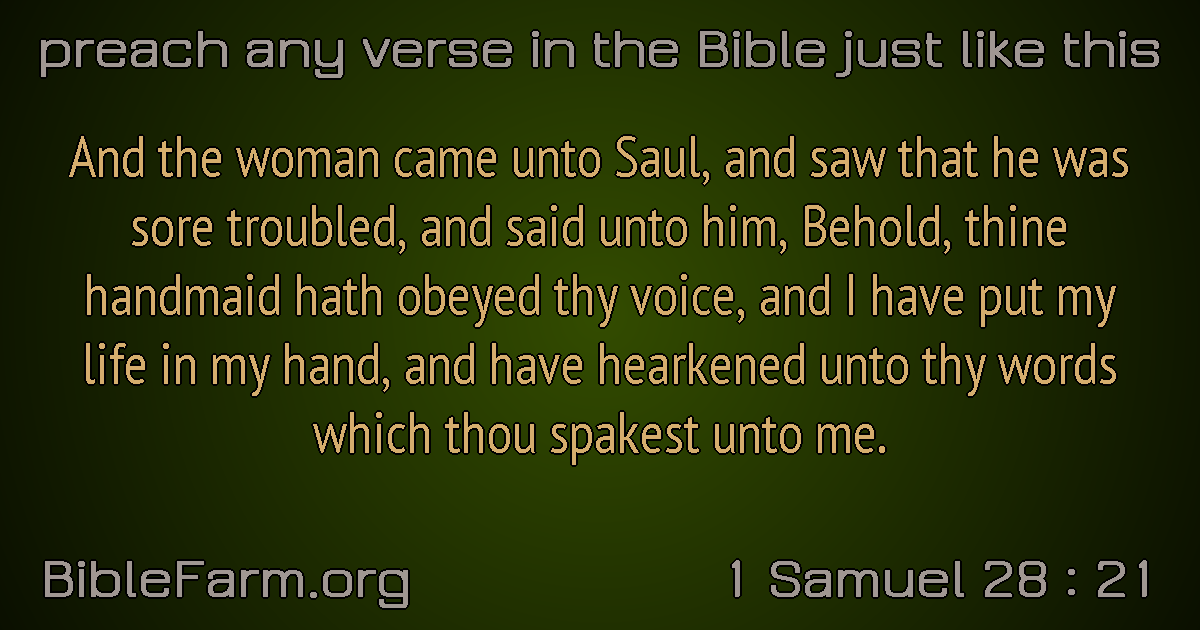 preach any verse in the Bible just like this
And the woman came unto Saul, and saw that he was
sore troubled, and said unto him, Behold, thine
handmaid hath obeyed thy voice, and I have put my
life in my hand, and have hearkened unto thy words
which thou spakest unto me.
BibleFarm.org
1 Samuel 28 : 21